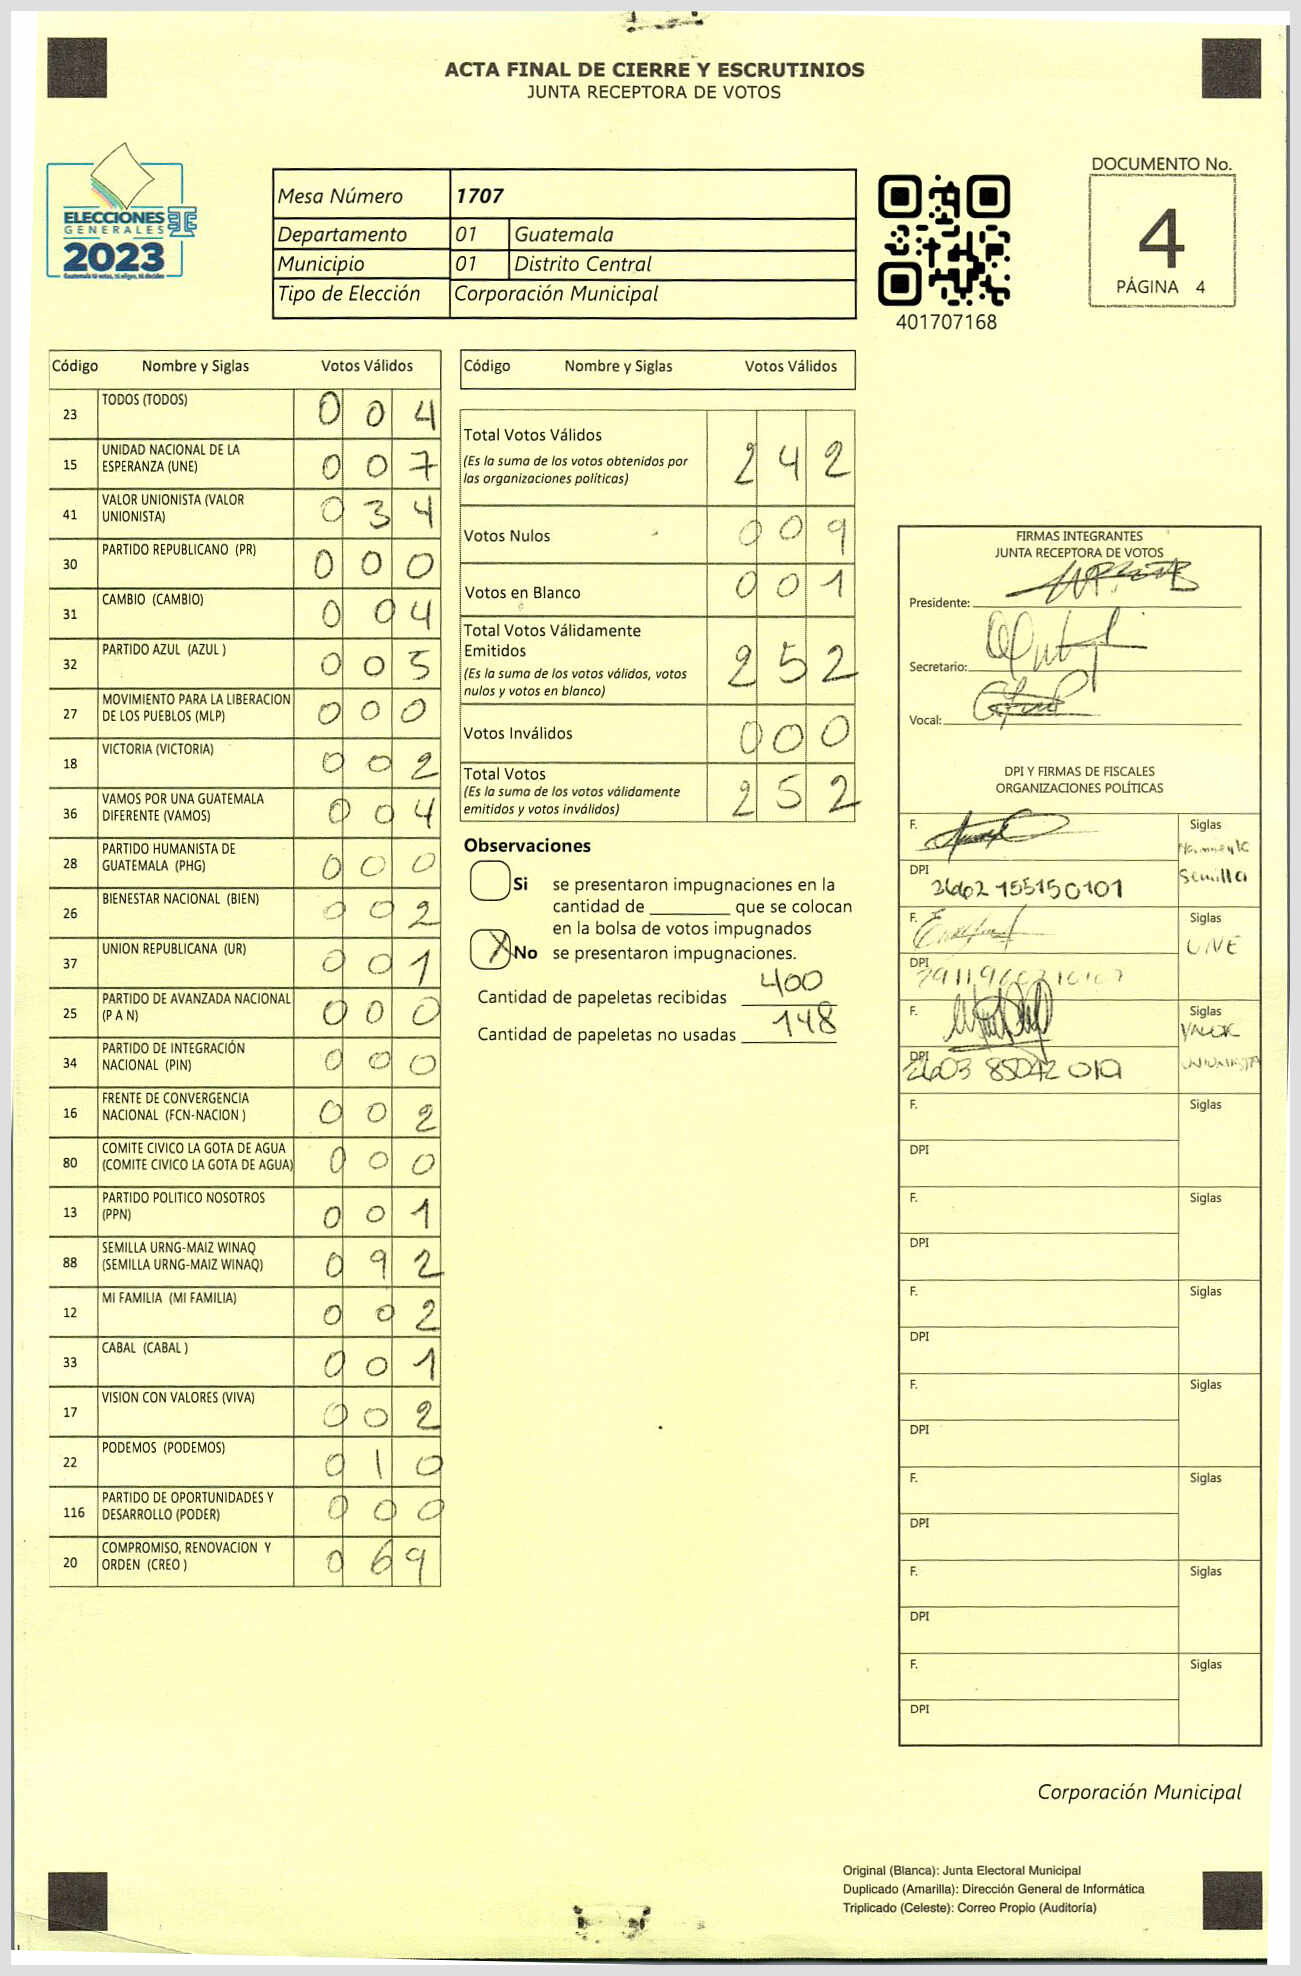 ACTA FINAL DE CIERRE Y ESCRUTINIOS
JUNTA RECEPTORA DE VOTOS
ELECCIONES
GENERALES
2023
Mesa Número 1707
Departamento 01 Guatemala
Municipio 01 Distrito Central
Tipo de Elección Corporación Municipal
401707168
DOCUMENTO No.
4
PÁGINA 4
Código Nombre y Siglas Votos Válidos
23 TODOS (TODOS) 0 0 4
15 UNIDAD NACIONAL DE LA
ESPERANZA (UNE) 0 0 7
41 VALOR UNIONISTA (VALOR
UNIONISTA) 0 3 4
30 PARTIDO REPUBLICANO (PR) 0 0 0
31 CAMBIO (CAMBIO) 0 0 4
32 PARTIDO AZUL (AZUL ) 0 0 5
27 MOVIMIENTO PARA LA LIBERACION
DE LOS PUEBLOS (MLP) 0 0 0
18 VICTORIA (VICTORIA) 0 0 2
36 VAMOS POR UNA GUATEMALA
DIFERENTE (VAMOS) 0 0 4
28 PARTIDO HUMANISTA DE
GUATEMALA (PHG) 0 0 0
26 BIENESTAR NACIONAL (BIEN) 0 0 2
37 UNION REPUBLICANA (UR) 0 0 1
25 PARTIDO DE AVANZADA NACIONAL
(P A N) 0 0 0
34 PARTIDO DE INTEGRACIÓN
NACIONAL (PIN) 0 0 0
16 FRENTE DE CONVERGENCIA
NACIONAL (FCN-NACION ) 0 0 2
80 COMITE CIVICO LA GOTA DE AGUA
(COMITE CIVICO LA GOTA DE AGUA) 0 0 0
13 PARTIDO POLITICO NOSOTROS
(PPN) 0 0 1
88 SEMILLA URNG-MAIZ WINAQ
(SEMILLA URNG-MAIZ WINAQ) 0 9 2
12 MI FAMILIA (MI FAMILIA) 0 0 2
33 CABAL (CABAL ) 0 0 1
17 VISION CON VALORES (VIVA) 0 0 2
22 PODEMOS (PODEMOS) 0 1 0
116 PARTIDO DE OPORTUNIDADES Y
DESARROLLO (PODER) 0 0 0
20 COMPROMISO, RENOVACION Y
ORDEN (CREO ) 0 6 9
Código Nombre y Siglas Votos Válidos
Total Votos Válidos 2 4 2
(Es la suma de los votos obtenidos por
las organizaciones politicas)
Votos Nulos 0 0 9
Votos en Blanco 0 0 1
Total Votos Válidamente
Emitidos 2 5 2
(Es la suma de los votos válidos, votos
nulos y votos en blanco)
Votos Inválidos 0 0 0
Total Votos 2 5 2
(Es la suma de los votos válidamente
emitidos y votos inválidos)
Observaciones
Si se presentaron impugnaciones en la
cantidad de ________ que se colocan
en la bolsa de votos impugnados
X No se presentaron impugnaciones.
Cantidad de papeletas recibidas 400
Cantidad de papeletas no usadas 148
FIRMAS INTEGRANTES
JUNTA RECEPTORA DE VOTOS
Presidente:
Secretario:
Vocal:
DPI Y FIRMAS DE FISCALES
ORGANIZACIONES POLÍTICAS
F. Siglas
DPI Semilla
2662 155150101
F. Siglas
UNE
DPI
F. Siglas
VALOR
DPI UNIONISTA
2603 85042 0101
F. Siglas
DPI
F. Siglas
DPI
F. Siglas
DPI
F. Siglas
DPI
F. Siglas
DPI
F. Siglas
DPI
F. Siglas
DPI
Corporación Municipal
Original (Blanca): Junta Electoral Municipal
Duplicado (Amarilla): Dirección General de Informática
Triplicado (Celeste): Correo Propio (Auditoría)